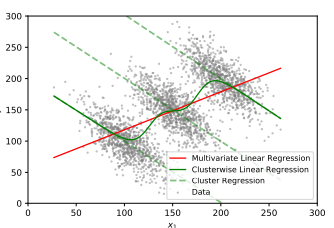 300
250
200
150
100
50
0
0 50 100 150 200 250 300
x₁
Multivariate Linear Regression
Clusterwise Linear Regression
Cluster Regression
Data